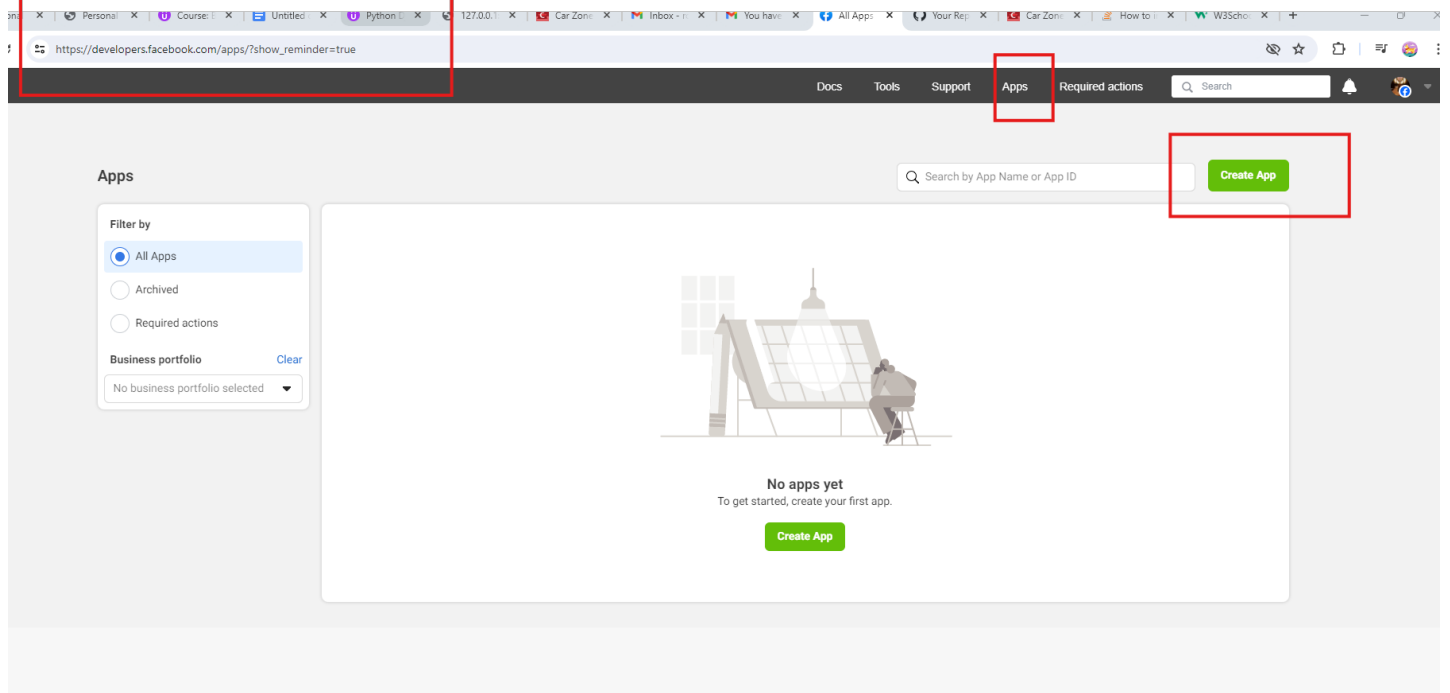 Personal Course: E Untitled Python D 127.0.0.1 Car Zone Inbox - You have All Apps Your Rep Car Zone How to i W3School
https://developers.facebook.com/apps/?show_reminder=true
Docs Tools Support Apps Required actions Search
Apps Search by App Name or App ID Create App
Filter by
All Apps
Archived
Required actions
Business portfolio Clear
No business portfolio selected
No apps yet
To get started, create your first app.
Create App